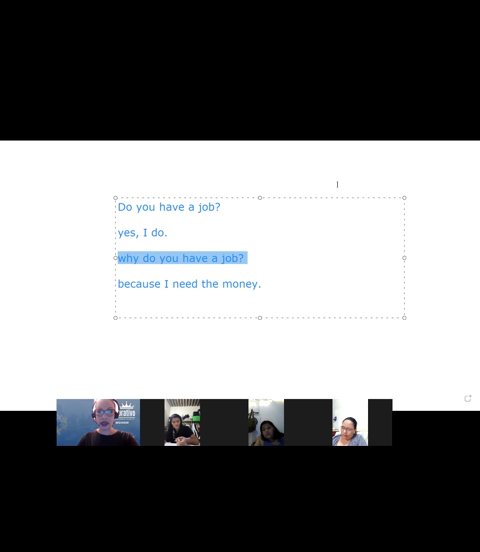 Do you have a job?
yes, I do.
why do you have a job?
because I need the money.